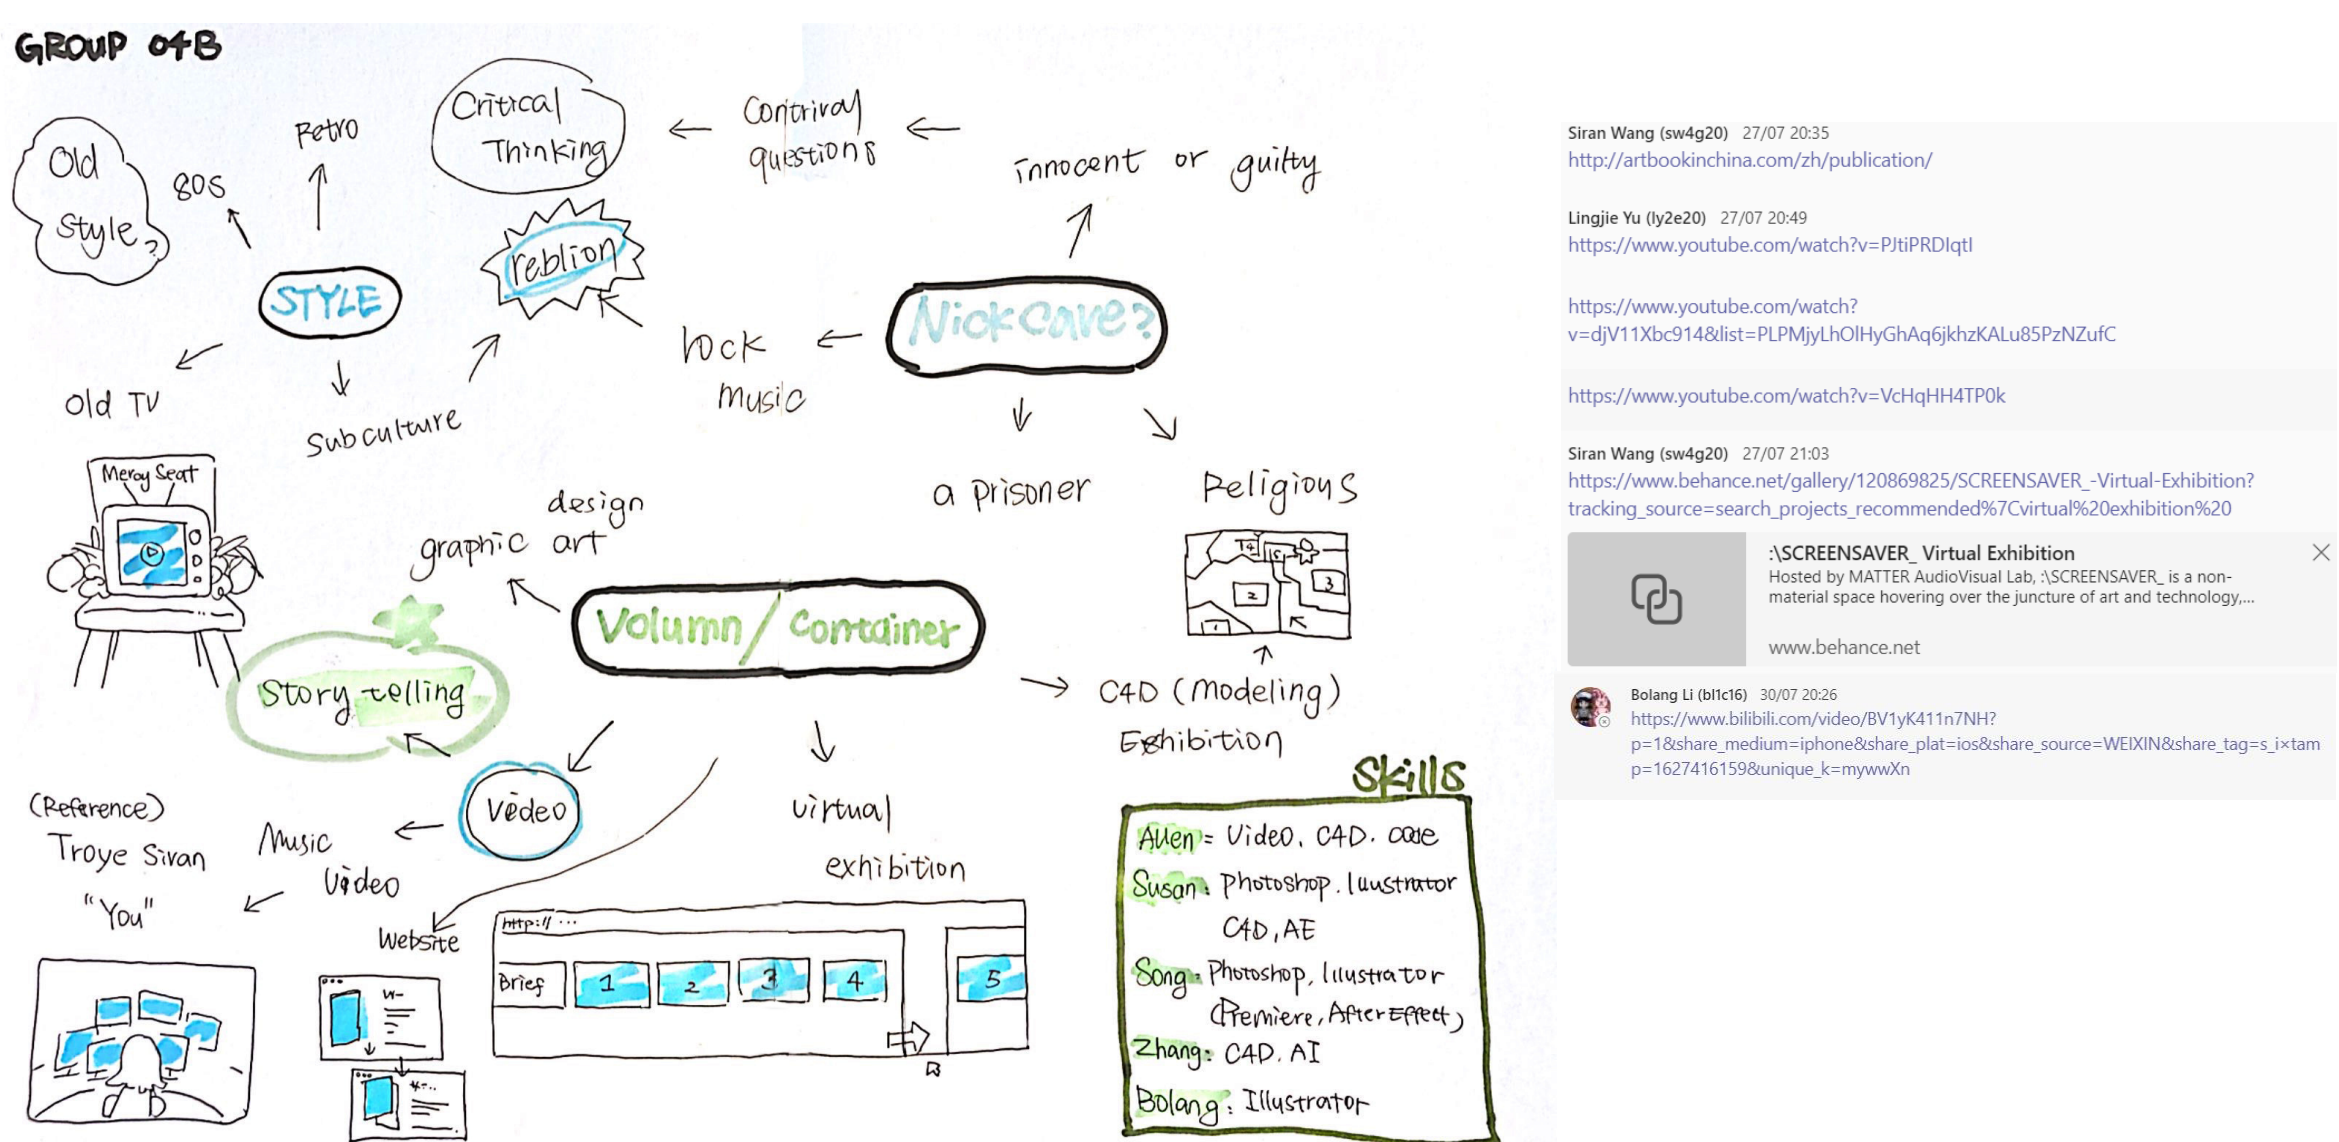 GROUP 04B
Old
Style?
80s
Retro
STYLE
Old TV
Mercy Seat
Subculture
Critical
Thinking
reblion
Contrival
questions
innocent or guilty
Nick Cave?
rock
music
a prisoner
Religious
1
2
3
design
graphic art
Volumn/Container
Story telling
Video
Music
Video
(Reference)
Troye Sivan
"You"
Website
virtual
exhibition
http://...
Brief
1
2
3
4
5
C4D (Modeling)
Exhibition
Skills
Allen = Video. C4D. code
Susan: Photoshop. Illustrator
C4D, AE
Song: Photoshop, Illustrator
(Premiere, After Effect)
Zhang: C4D. AI
Bolang: Illustrator
Siran Wang (sw4g20) 27/07 20:35
http://artbookinchina.com/zh/publication/
Lingjie Yu (ly2e20) 27/07 20:49
https://www.youtube.com/watch?v=PJtiPRDIqtI
https://www.youtube.com/watch?
v=djV11Xbc914&list=PLPMjyLhOlHyGhAq6jkhzKALu85PzNZufC
https://www.youtube.com/watch?v=VcHqHH4TP0k
Siran Wang (sw4g20) 27/07 21:03
https://www.behance.net/gallery/120869825/SCREENSAVER_-Virtual-Exhibition?
tracking_source=search_projects_recommended%7Cvirtual%20exhibition%20
:\SCREENSAVER_ Virtual Exhibition
Hosted by MATTER AudioVisual Lab, :\SCREENSAVER_ is a non-
material space hovering over the juncture of art and technology,...
www.behance.net
Bolang Li (bl1c16) 30/07 20:26
https://www.bilibili.com/video/BV1yK411n7NH?
p=1&share_medium=iphone&share_plat=ios&share_source=WEIXIN&share_tag=s_i×tam
p=1627416159&unique_k=mywwXn